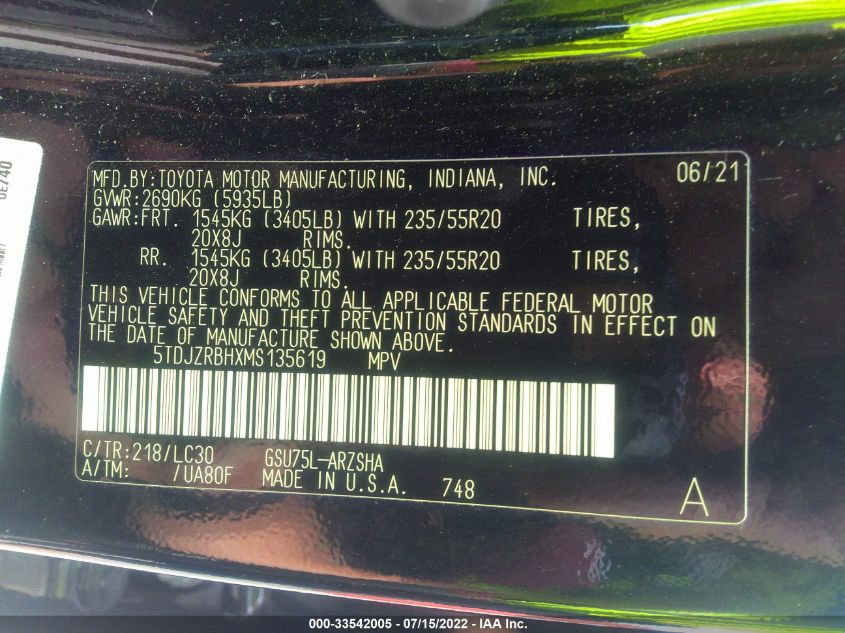 0E/40
MFD.BY:TOYOTA MOTOR MANUFACTURING, INDIANA, INC. 06/21
GVWR:2690KG (5935LB)
GAWR:FRT. 1545KG (3405LB) WITH 235/55R20 TIRES,
20X8J RIMS.
RR. 1545KG (3405LB) WITH 235/55R20 TIRES,
20X8J RIMS.
THIS VEHICLE CONFORMS TO ALL APPLICABLE FEDERAL MOTOR
VEHICLE SAFETY AND THEFT PREVENTION STANDARDS IN EFFECT ON
THE DATE OF MANUFACTURE SHOWN ABOVE.
5TDJZRBHXMS135619 MPV
C/TR:218/LC30 GSU75L-ARZSHA
A/TM: /UA80F MADE IN U.S.A. 748
A
000-33542005 - 07/15/2022 - IAA Inc.